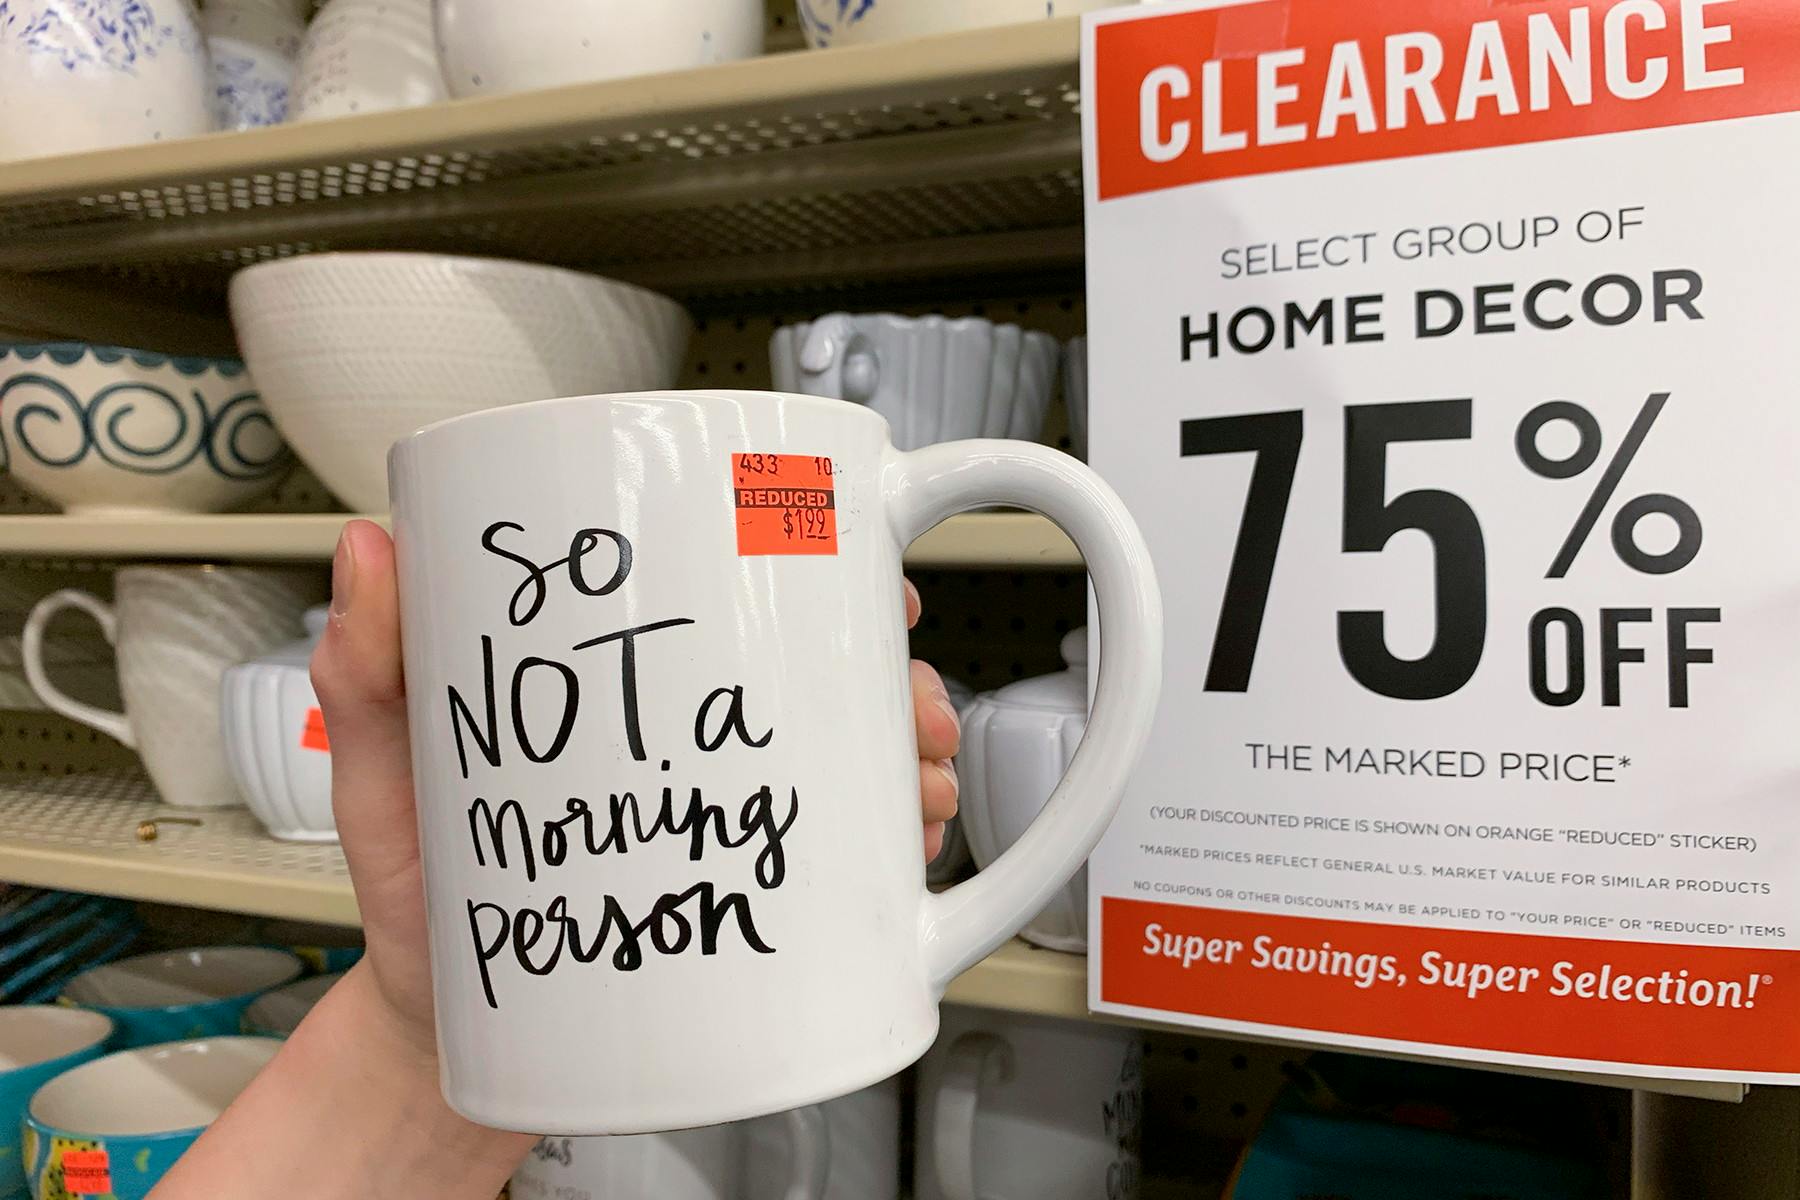 433 10
REDUCED
$1.99
so
NOT a
morning
person
CLEARANCE
SELECT GROUP OF
HOME DECOR
75%
OFF
THE MARKED PRICE*
(YOUR DISCOUNTED PRICE IS SHOWN ON ORANGE "REDUCED" STICKER)
*MARKED PRICES REFLECT GENERAL U.S. MARKET VALUE FOR SIMILAR PRODUCTS
NO COUPONS OR OTHER DISCOUNTS MAY BE APPLIED TO "YOUR PRICE" OR "REDUCED" ITEMS
Super Savings, Super Selection!®